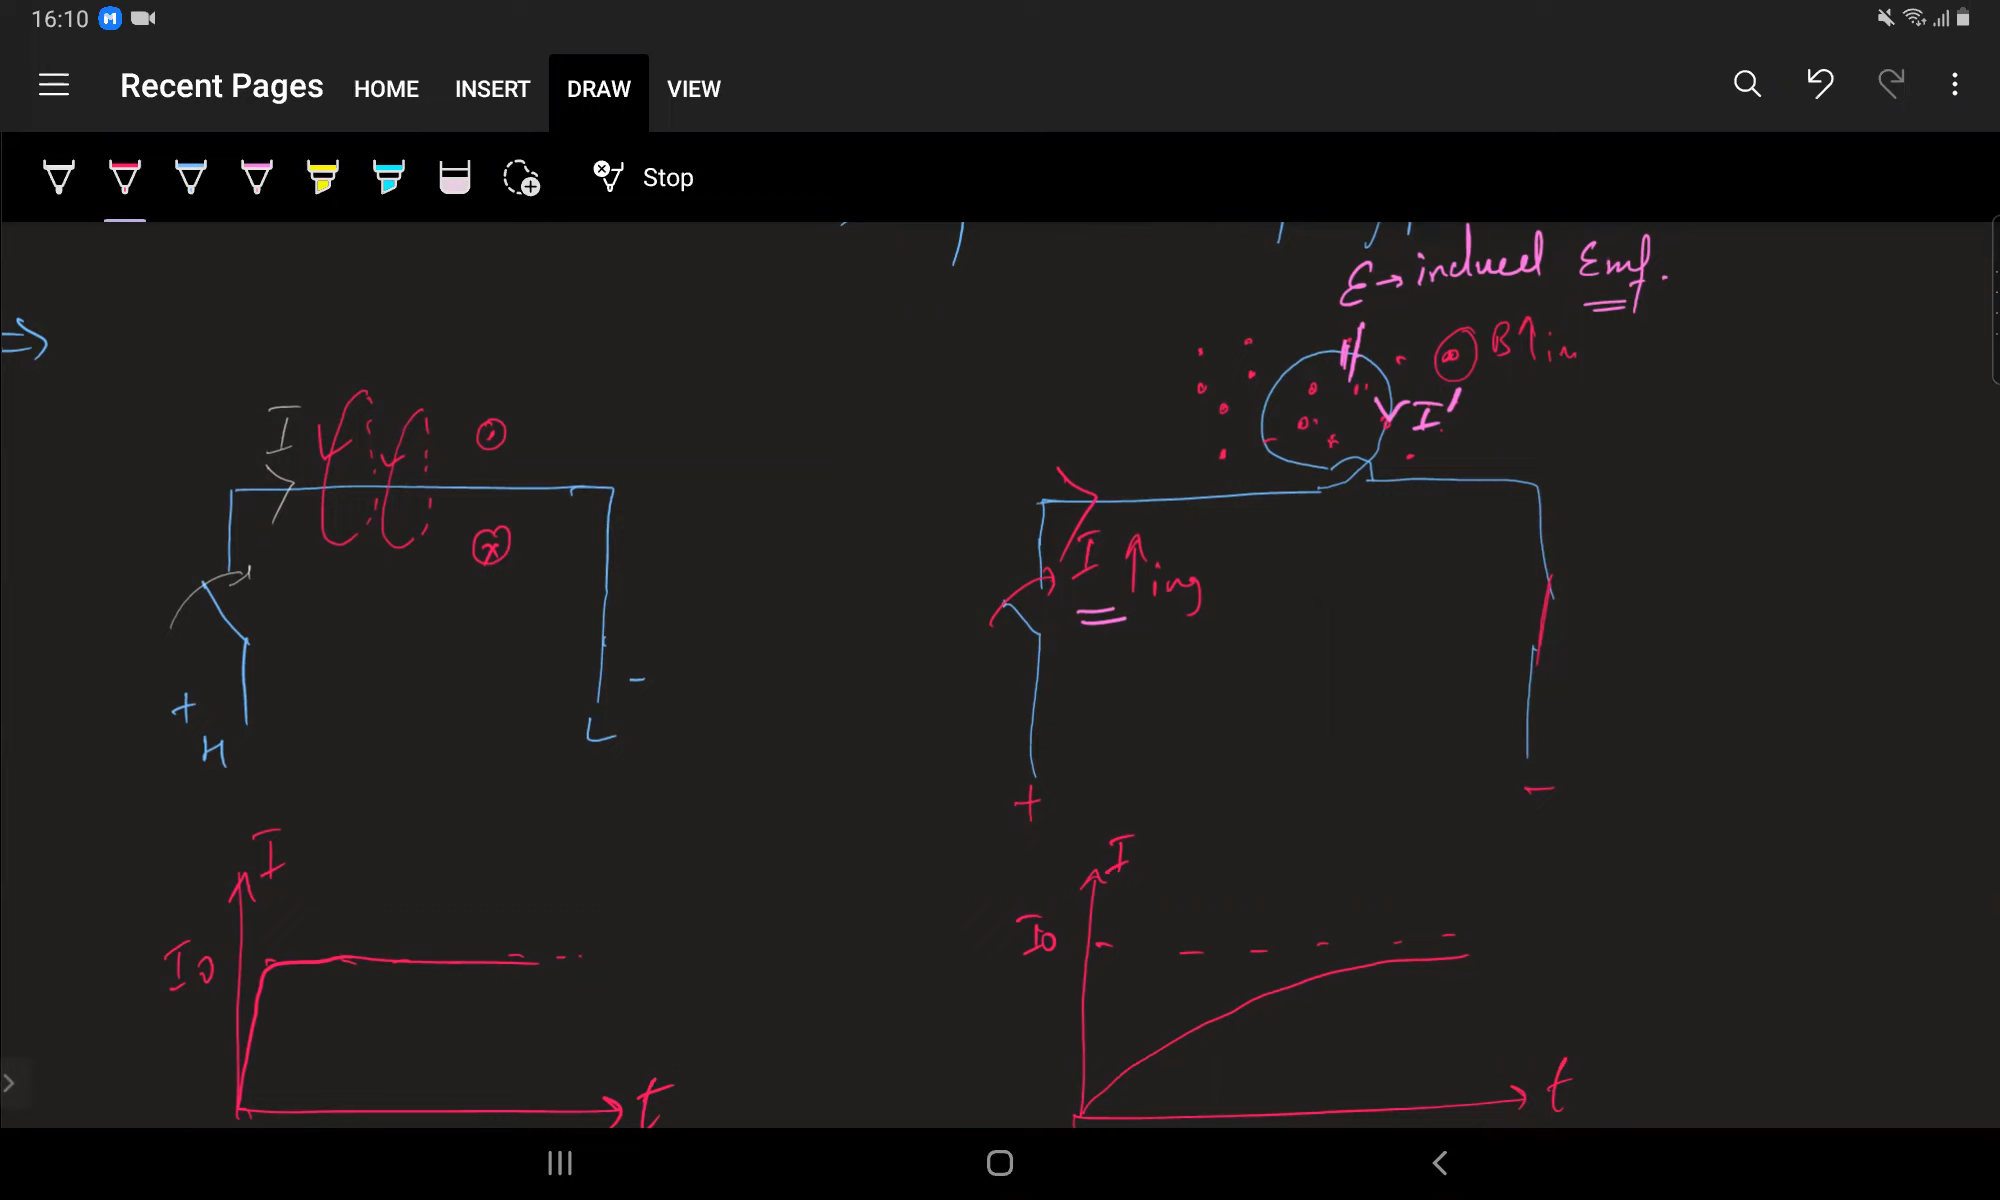 16:10
Recent Pages HOME INSERT DRAW VIEW
Stop
ε → induced Emf.
B↑in
I'
I
I ↑ing
+
H
-
L
+
-
I
I0
t
I
I0
t